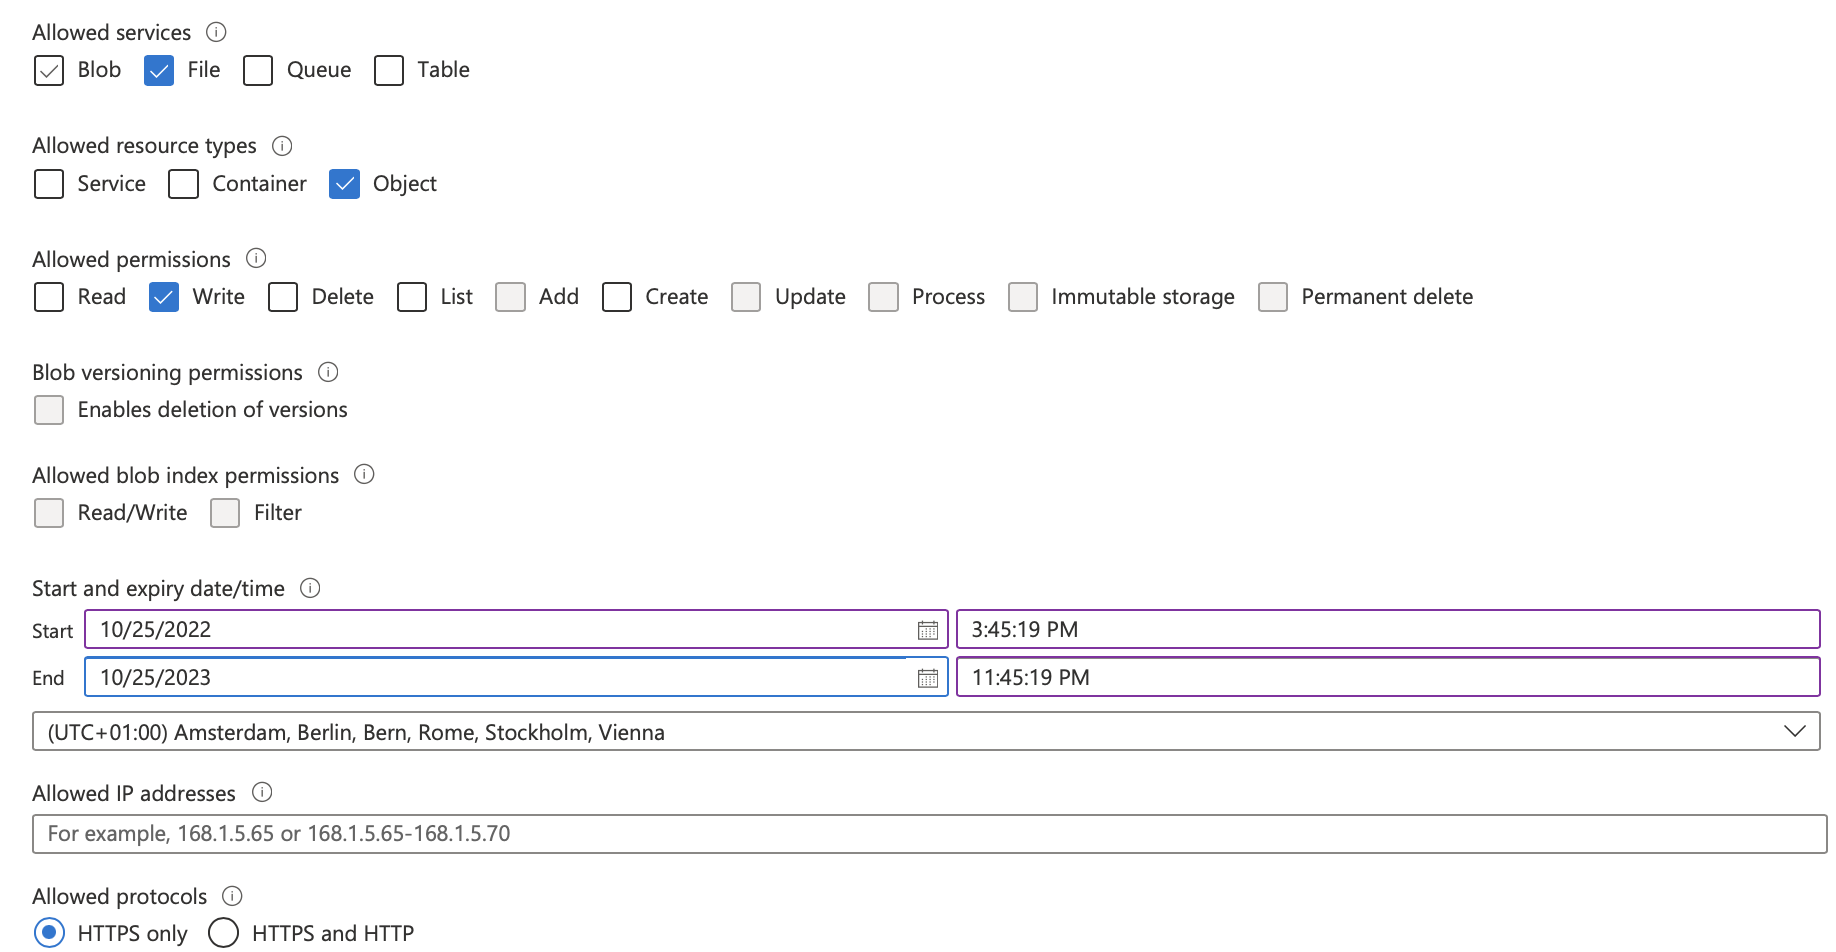 Allowed services
Blob File Queue Table
Allowed resource types
Service Container Object
Allowed permissions
Read Write Delete List Add Create Update Process Immutable storage Permanent delete
Blob versioning permissions
Enables deletion of versions
Allowed blob index permissions
Read/Write Filter
Start and expiry date/time
Start 10/25/2022 3:45:19 PM
End 10/25/2023 11:45:19 PM
(UTC+01:00) Amsterdam, Berlin, Bern, Rome, Stockholm, Vienna
Allowed IP addresses
For example, 168.1.5.65 or 168.1.5.65-168.1.5.70
Allowed protocols
HTTPS only HTTPS and HTTP